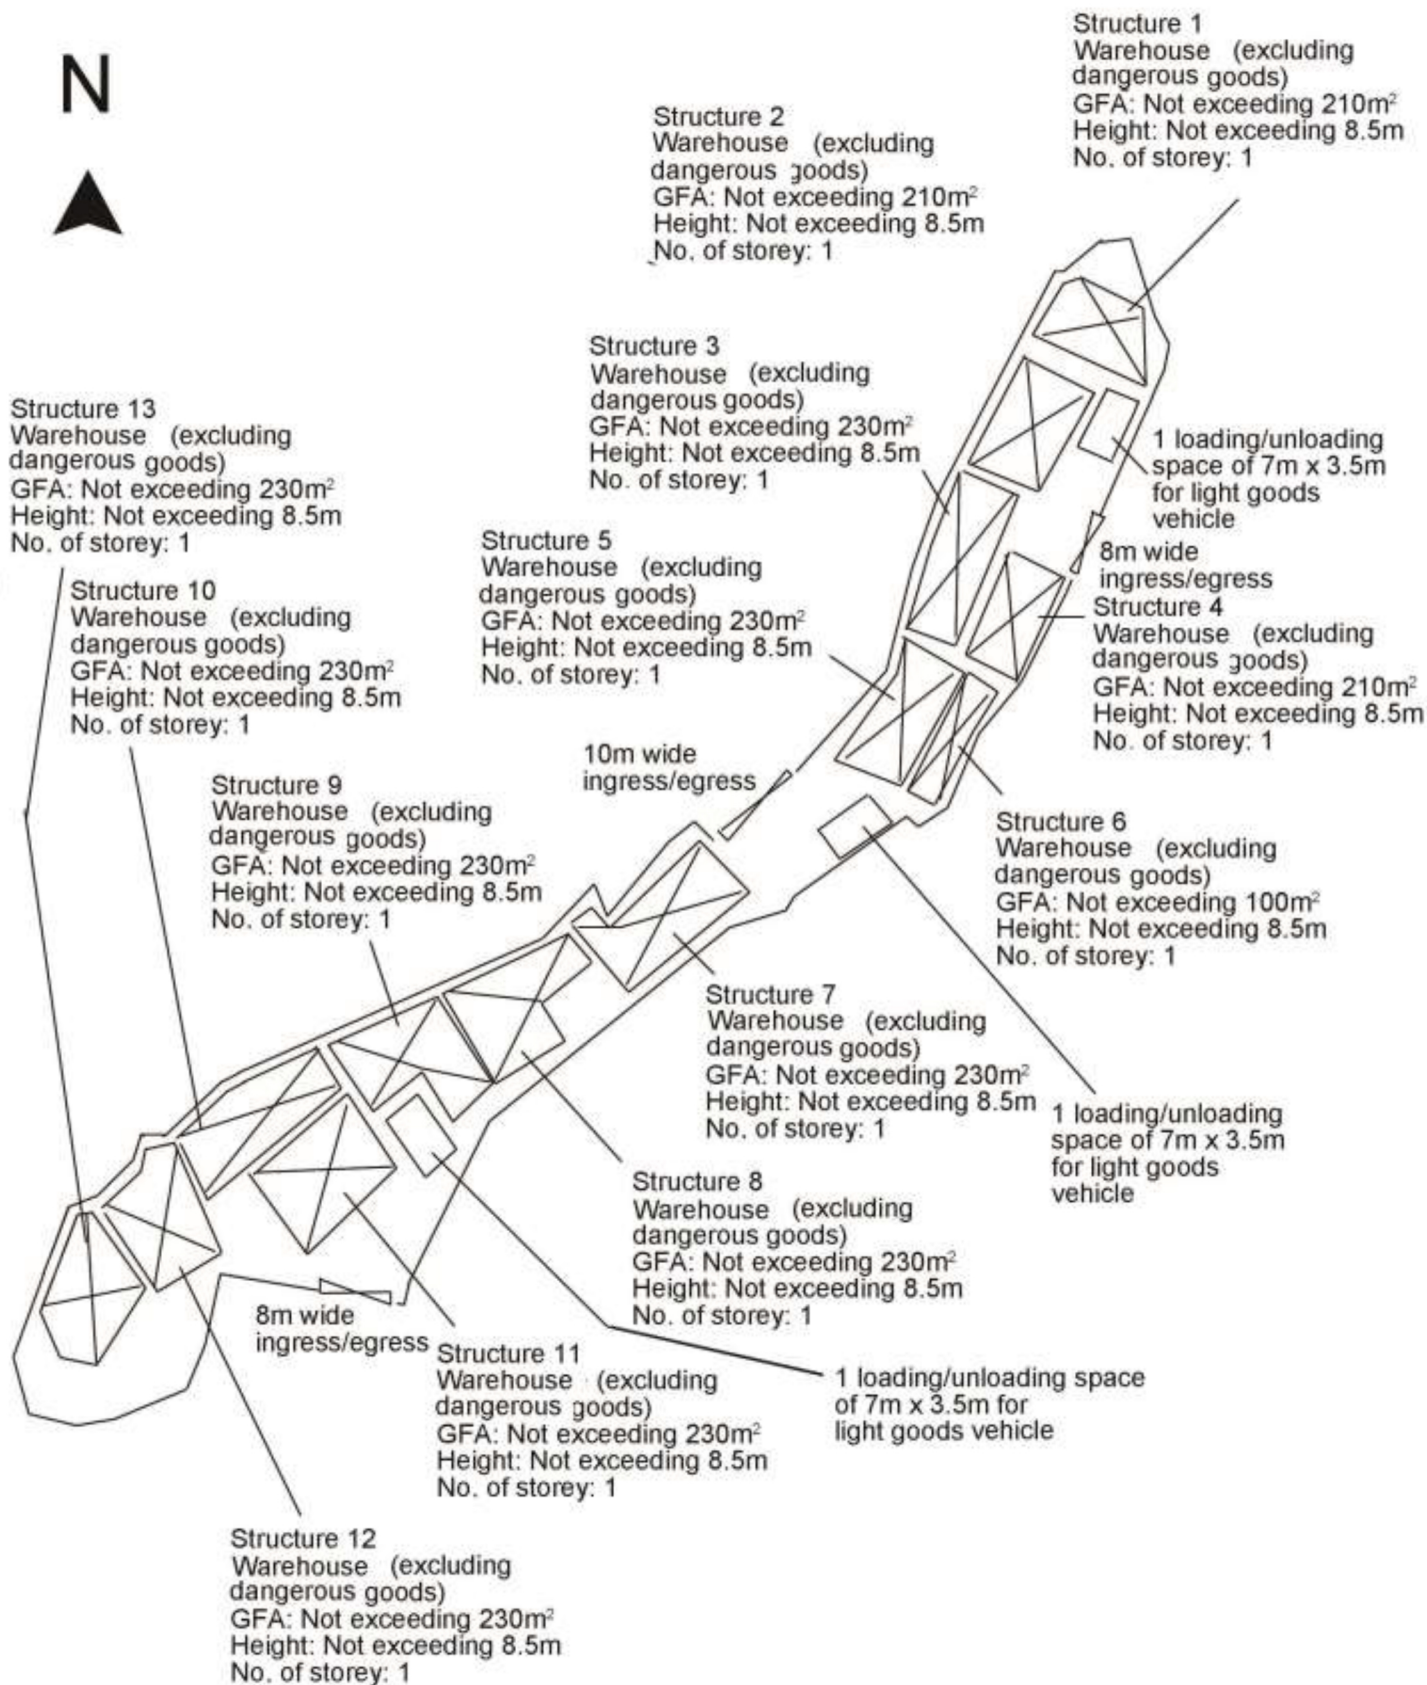 N
Structure 1
Warehouse (excluding
dangerous goods)
GFA: Not exceeding 210m²
Height: Not exceeding 8.5m
No. of storey: 1
Structure 2
Warehouse (excluding
dangerous goods)
GFA: Not exceeding 210m²
Height: Not exceeding 8.5m
No. of storey: 1
Structure 3
Warehouse (excluding
dangerous goods)
GFA: Not exceeding 230m²
Height: Not exceeding 8.5m
No. of storey: 1
Structure 13
Warehouse (excluding
dangerous goods)
GFA: Not exceeding 230m²
Height: Not exceeding 8.5m
No. of storey: 1
1 loading/unloading
space of 7m x 3.5m
for light goods
vehicle
Structure 5
Warehouse (excluding
dangerous goods)
GFA: Not exceeding 230m²
Height: Not exceeding 8.5m
No. of storey: 1
8m wide
ingress/egress
Structure 10
Warehouse (excluding
dangerous goods)
GFA: Not exceeding 230m²
Height: Not exceeding 8.5m
No. of storey: 1
Structure 4
Warehouse (excluding
dangerous goods)
GFA: Not exceeding 210m²
Height: Not exceeding 8.5m
No. of storey: 1
10m wide
ingress/egress
Structure 9
Warehouse (excluding
dangerous goods)
GFA: Not exceeding 230m²
Height: Not exceeding 8.5m
No. of storey: 1
Structure 6
Warehouse (excluding
dangerous goods)
GFA: Not exceeding 100m²
Height: Not exceeding 8.5m
No. of storey: 1
Structure 7
Warehouse (excluding
dangerous goods)
GFA: Not exceeding 230m²
Height: Not exceeding 8.5m
No. of storey: 1
1 loading/unloading
space of 7m x 3.5m
for light goods
vehicle
Structure 8
Warehouse (excluding
dangerous goods)
GFA: Not exceeding 230m²
Height: Not exceeding 8.5m
No. of storey: 1
8m wide
ingress/egress
Structure 11
Warehouse (excluding
dangerous goods)
GFA: Not exceeding 230m²
Height: Not exceeding 8.5m
No. of storey: 1
1 loading/unloading space
of 7m x 3.5m for
light goods vehicle
Structure 12
Warehouse (excluding
dangerous goods)
GFA: Not exceeding 230m²
Height: Not exceeding 8.5m
No. of storey: 1